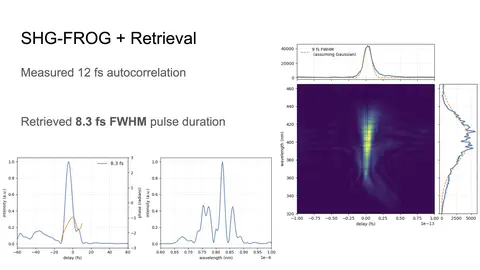 SHG-FROG + Retrieval
Measured 12 fs autocorrelation
Retrieved 8.3 fs FWHM pulse duration
40000
20000
0
9 fs FWHM
(assuming Gaussian)
460
440
420
400
380
360
340
320
wavelength (nm)
−1.00 −0.75 −0.50 −0.25 0.00 0.25 0.50 0.75 1.00
delay (fs)
1e−13
0 2500 5000
1.0
0.8
0.6
0.4
0.2
0.0
intensity (a.u.)
8.3 fs
3
2
1
0
−1
−2
−3
phase (radians)
−60 −40 −20 0 20 40 60
delay (fs)
1.0
0.8
0.6
0.4
0.2
0.0
intensity (a.u.)
0.60 0.65 0.70 0.75 0.80 0.85 0.90 0.95 1.00
wavelength (nm)